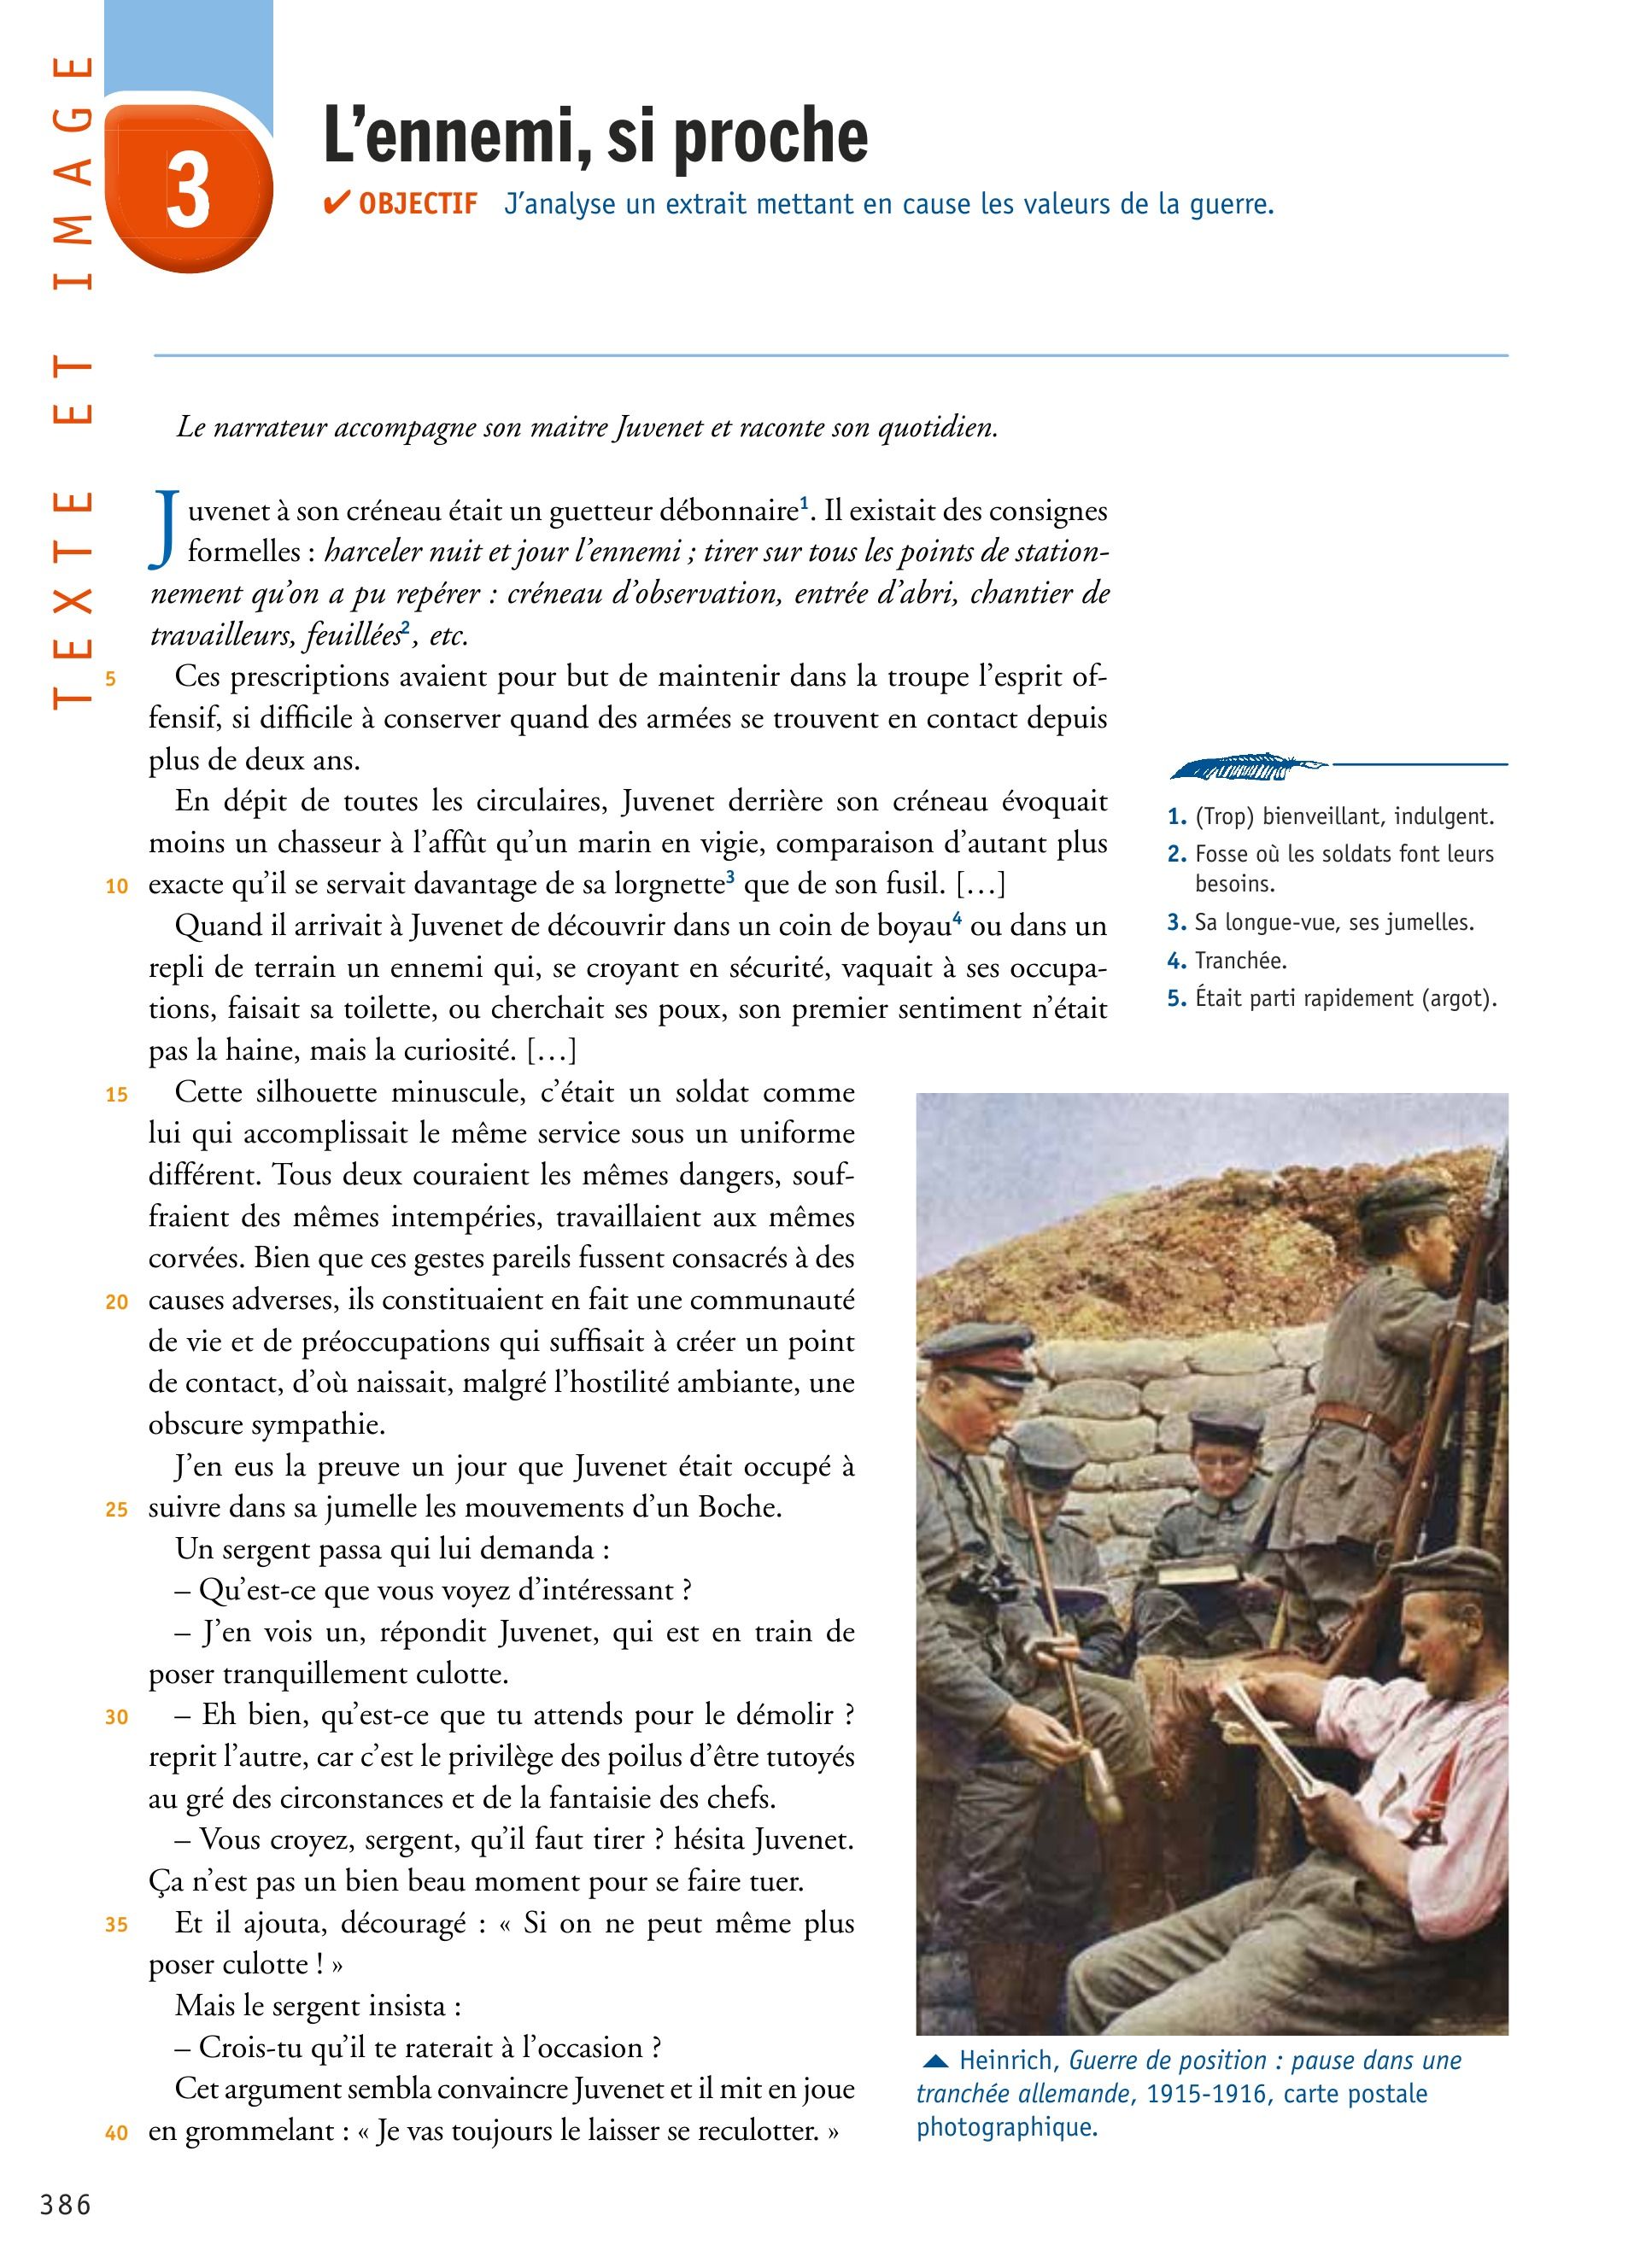 TEXTE ET IMAGE
3
L'ennemi, si proche
✔ OBJECTIF J'analyse un extrait mettant en cause les valeurs de la guerre.
Le narrateur accompagne son maitre Juvenet et raconte son quotidien.
Juvenet à son créneau était un guetteur débonnaire1. Il existait des consignes
formelles : harceler nuit et jour l'ennemi ; tirer sur tous les points de station-
nement qu'on a pu repérer : créneau d'observation, entrée d'abri, chantier de
travailleurs, feuillées2, etc.
5 Ces prescriptions avaient pour but de maintenir dans la troupe l'esprit of-
fensif, si difficile à conserver quand des armées se trouvent en contact depuis
plus de deux ans.
En dépit de toutes les circulaires, Juvenet derrière son créneau évoquait
moins un chasseur à l'affût qu'un marin en vigie, comparaison d'autant plus
10 exacte qu'il se servait davantage de sa lorgnette3 que de son fusil. […]
Quand il arrivait à Juvenet de découvrir dans un coin de boyau4 ou dans un
repli de terrain un ennemi qui, se croyant en sécurité, vaquait à ses occupa-
tions, faisait sa toilette, ou cherchait ses poux, son premier sentiment n'était
pas la haine, mais la curiosité. […]
15 Cette silhouette minuscule, c'était un soldat comme
lui qui accomplissait le même service sous un uniforme
différent. Tous deux couraient les mêmes dangers, souf-
fraient des mêmes intempéries, travaillaient aux mêmes
corvées. Bien que ces gestes pareils fussent consacrés à des
20 causes adverses, ils constituaient en fait une communauté
de vie et de préoccupations qui suffisait à créer un point
de contact, d'où naissait, malgré l'hostilité ambiante, une
obscure sympathie.
J'en eus la preuve un jour que Juvenet était occupé à
25 suivre dans sa jumelle les mouvements d'un Boche.
Un sergent passa qui lui demanda :
– Qu'est-ce que vous voyez d'intéressant ?
– J'en vois un, répondit Juvenet, qui est en train de
poser tranquillement culotte.
30 – Eh bien, qu'est-ce que tu attends pour le démolir ?
reprit l'autre, car c'est le privilège des poilus d'être tutoyés
au gré des circonstances et de la fantaisie des chefs.
– Vous croyez, sergent, qu'il faut tirer ? hésita Juvenet.
Ça n'est pas un bien beau moment pour se faire tuer.
35 Et il ajouta, découragé : « Si on ne peut même plus
poser culotte ! »
Mais le sergent insista :
– Crois-tu qu'il te raterait à l'occasion ?
Cet argument sembla convaincre Juvenet et il mit en joue
40 en grommelant : « Je vas toujours le laisser se reculotter. »
1. (Trop) bienveillant, indulgent.
2. Fosse où les soldats font leurs
besoins.
3. Sa longue-vue, ses jumelles.
4. Tranchée.
5. Était parti rapidement (argot).
Heinrich, Guerre de position : pause dans une
tranchée allemande, 1915-1916, carte postale
photographique.
386